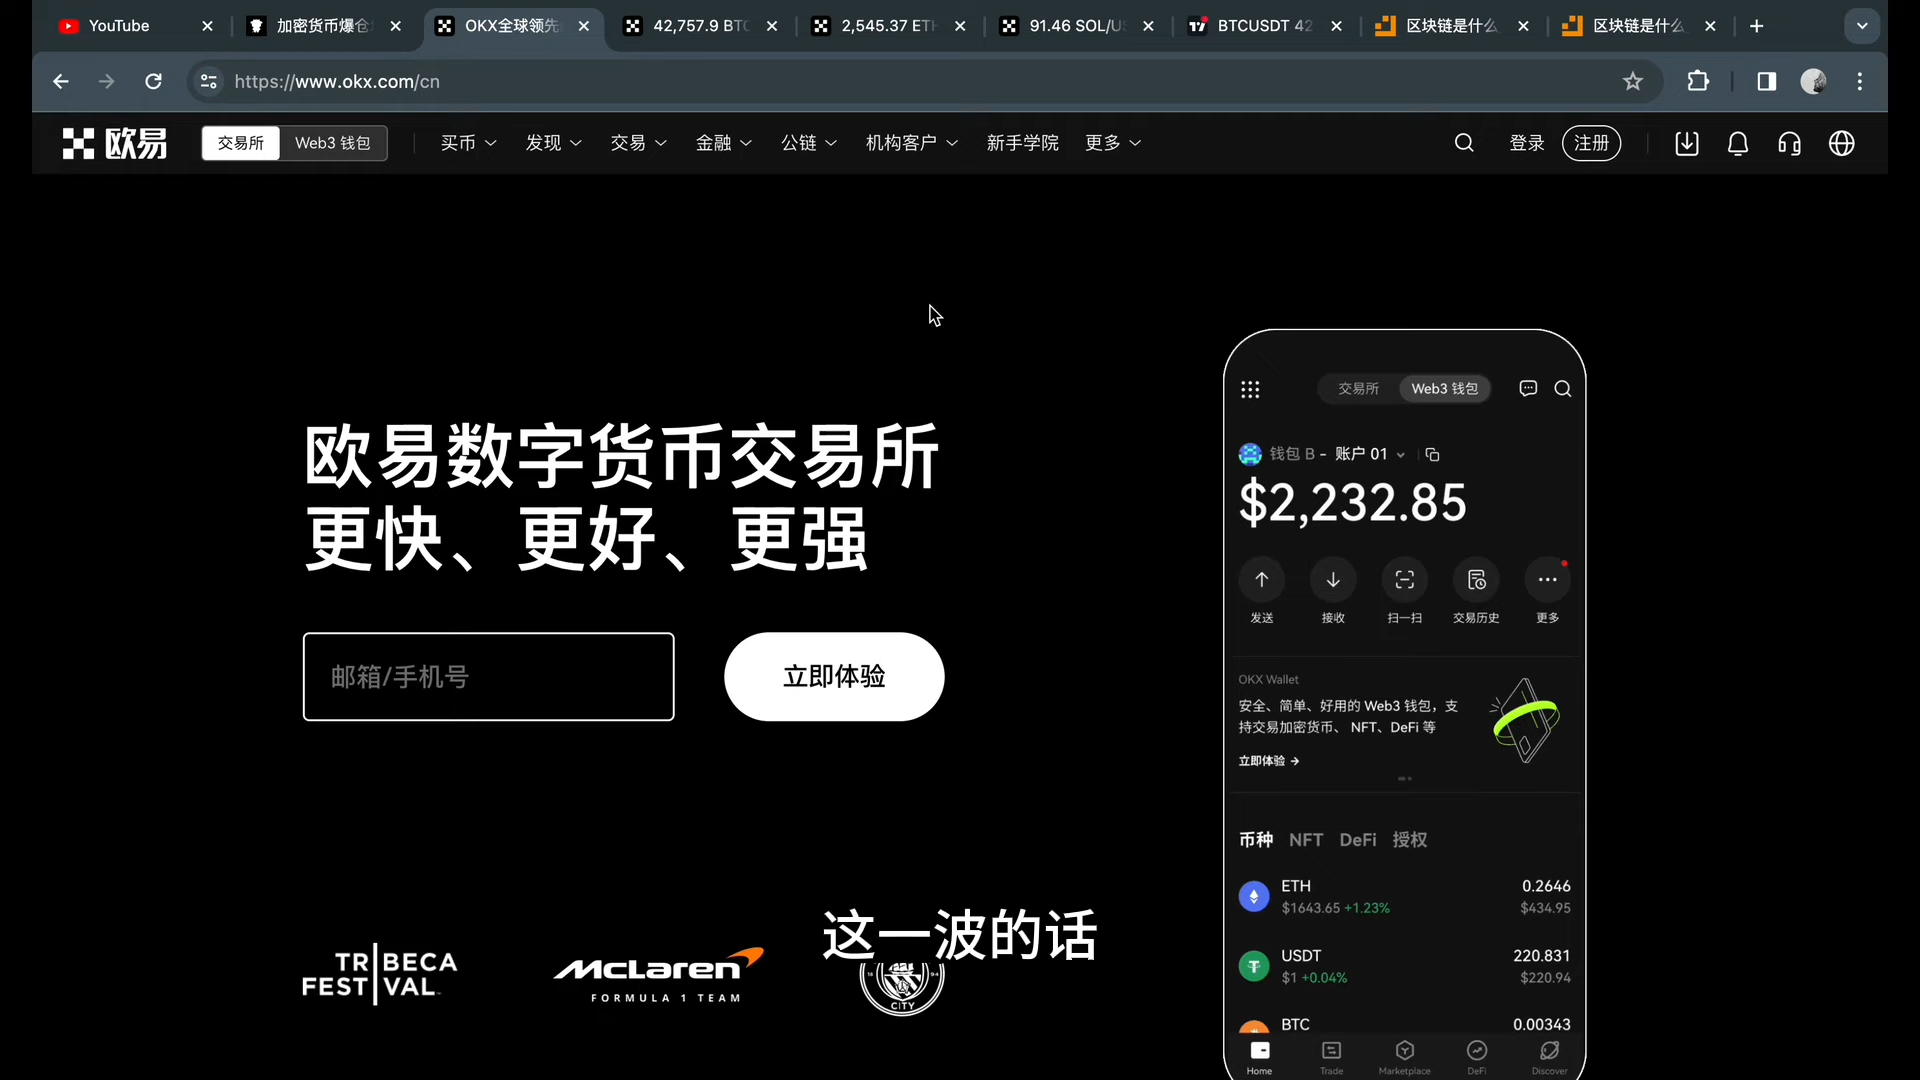 YouTube
加密货币爆仓
OKX全球领先
42,757.9 BTC
2,545.37 ETH
91.46 SOL/US
BTCUSDT 42
区块链是什么
区块链是什么
https://www.okx.com/cn
欧易
交易所
Web3 钱包
买币
发现
交易
金融
公链
机构客户
新手学院
更多
登录
注册
欧易数字货币交易所
更快、更好、更强
邮箱/手机号
立即体验
TRIBECA
FESTIVAL
McLaren
FORMULA 1 TEAM
这一波的话
18
94
CITY
交易所
Web3 钱包
钱包 B - 账户 01
$2,232.85
发送
接收
扫一扫
交易历史
更多
OKX Wallet
安全、简单、好用的 Web3 钱包，支
持交易加密货币、 NFT、DeFi 等
立即体验
币种
NFT
DeFi
授权
ETH
0.2646
$1643.65 +1.23%
$434.95
USDT
220.831
$1 +0.04%
$220.94
BTC
0.00343
Home
Trade
Marketplace
DeFi
Discover